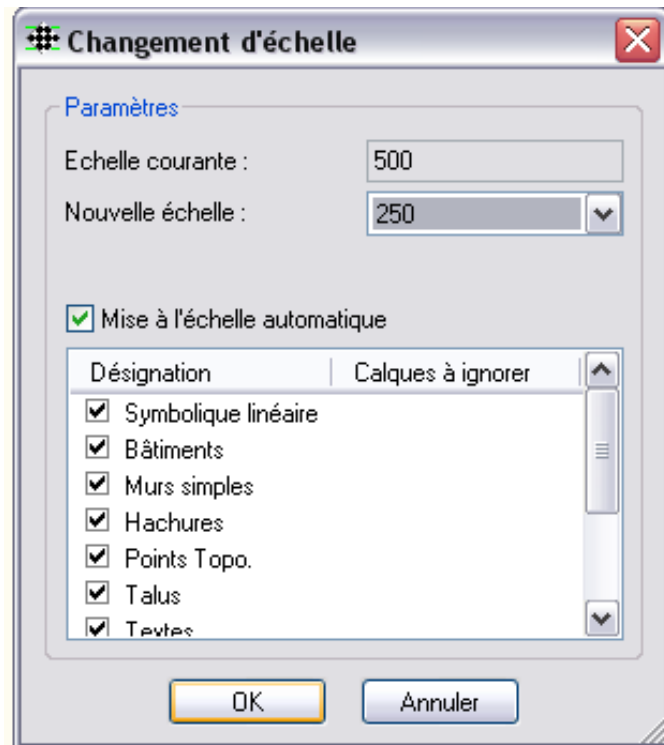 Changement d'échelle
Paramètres
Echelle courante : 500
Nouvelle échelle : 250
Mise à l'échelle automatique
Désignation Calques à ignorer
Symbolique linéaire
Bâtiments
Murs simples
Hachures
Points Topo.
Talus
Textes
OK Annuler